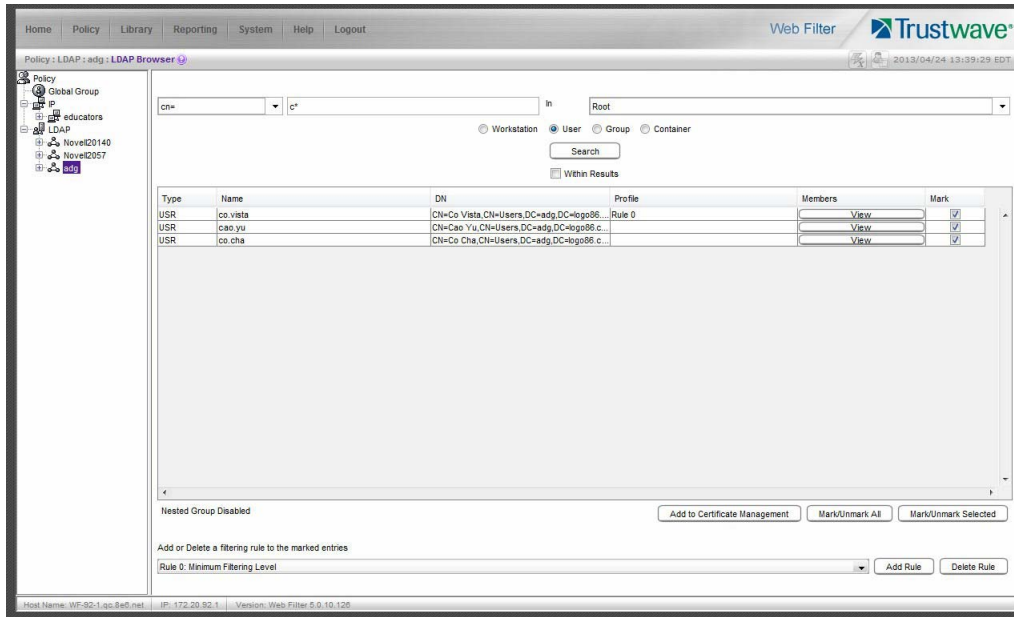 Home Policy Library Reporting System Help Logout
Web Filter Trustwave®
Policy : LDAP : adg : LDAP Browser
2013/04/24 13:39:29 EDT
Policy
Global Group
IP
educators
LDAP
Novell20140
Novell2057
adg
cn= c* In Root
Workstation User Group Container
Search
Within Results
Type Name DN Profile Members Mark
USR co.vista CN=Co Vista,CN=Users,DC=adg,DC=logo86.... Rule 0 View
USR cao.yu CN=Cao Yu,CN=Users,DC=adg,DC=logo86.c... View
USR co.cha CN=Co Cha,CN=Users,DC=adg,DC=logo86.c... View
Nested Group Disabled
Add to Certificate Management Mark/Unmark All Mark/Unmark Selected
Add or Delete a filtering rule to the marked entries
Rule 0: Minimum Filtering Level Add Rule Delete Rule
Host Name: WF-92-1.qc.8e6.net IP: 172.20.92.1 Version: Web Filter 5.0.10.126